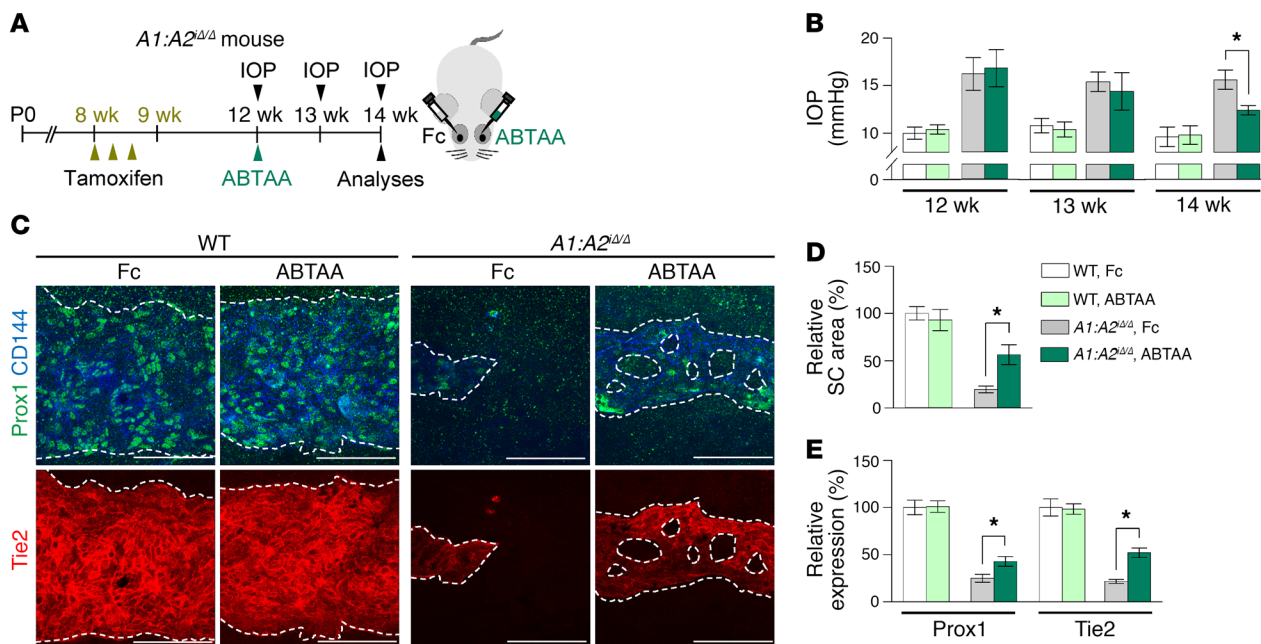 A
A1:A2iΔ/Δ mouse
IOP IOP IOP
P0 8 wk 9 wk 12 wk 13 wk 14 wk
Fc ABTAA
Tamoxifen ABTAA Analyses
B
IOP
(mmHg)
20
15
10
0
*
12 wk 13 wk 14 wk
C
WT A1:A2iΔ/Δ
Fc ABTAA Fc ABTAA
Prox1 CD144
Tie2
D
Relative
SC area (%)
150
100
50
0
*
WT, Fc
WT, ABTAA
A1:A2iΔ/Δ, Fc
A1:A2iΔ/Δ, ABTAA
E
Relative
expression (%)
150
100
50
0
* *
Prox1 Tie2